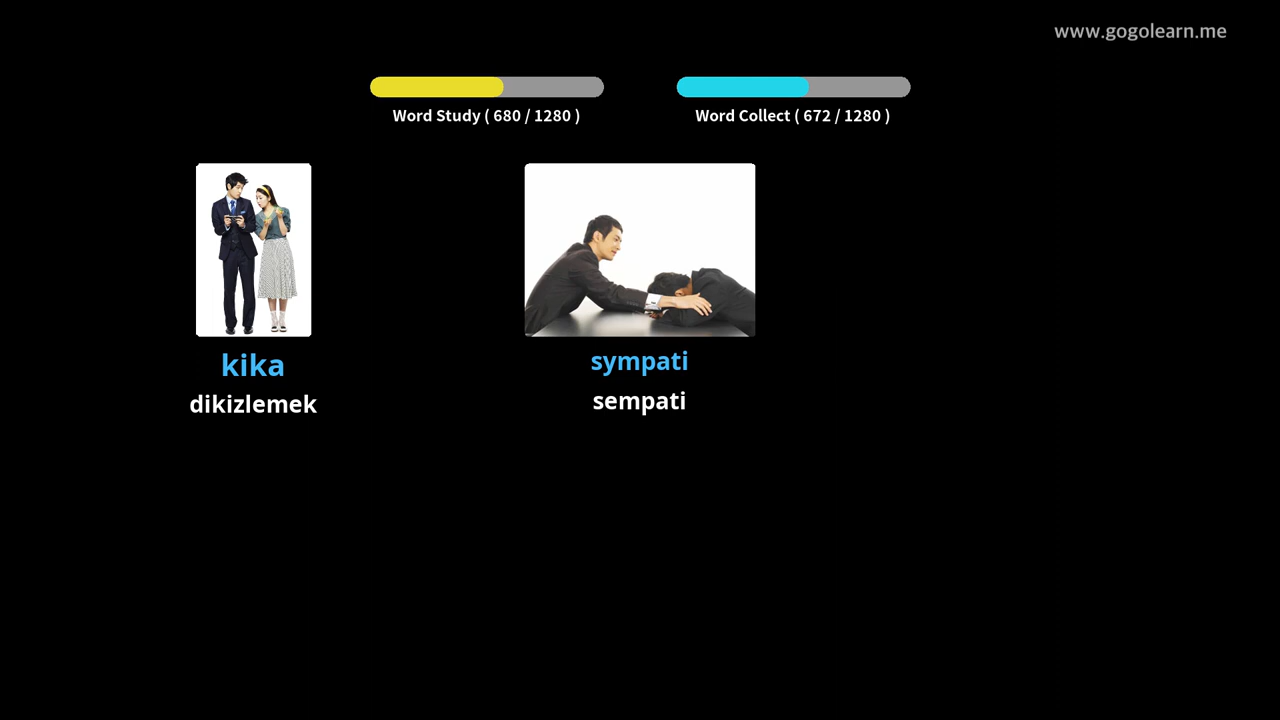 www.gogolearn.me
Word Study ( 680 / 1280 )
Word Collect ( 672 / 1280 )
kika
dikizlemek
sympati
sempati